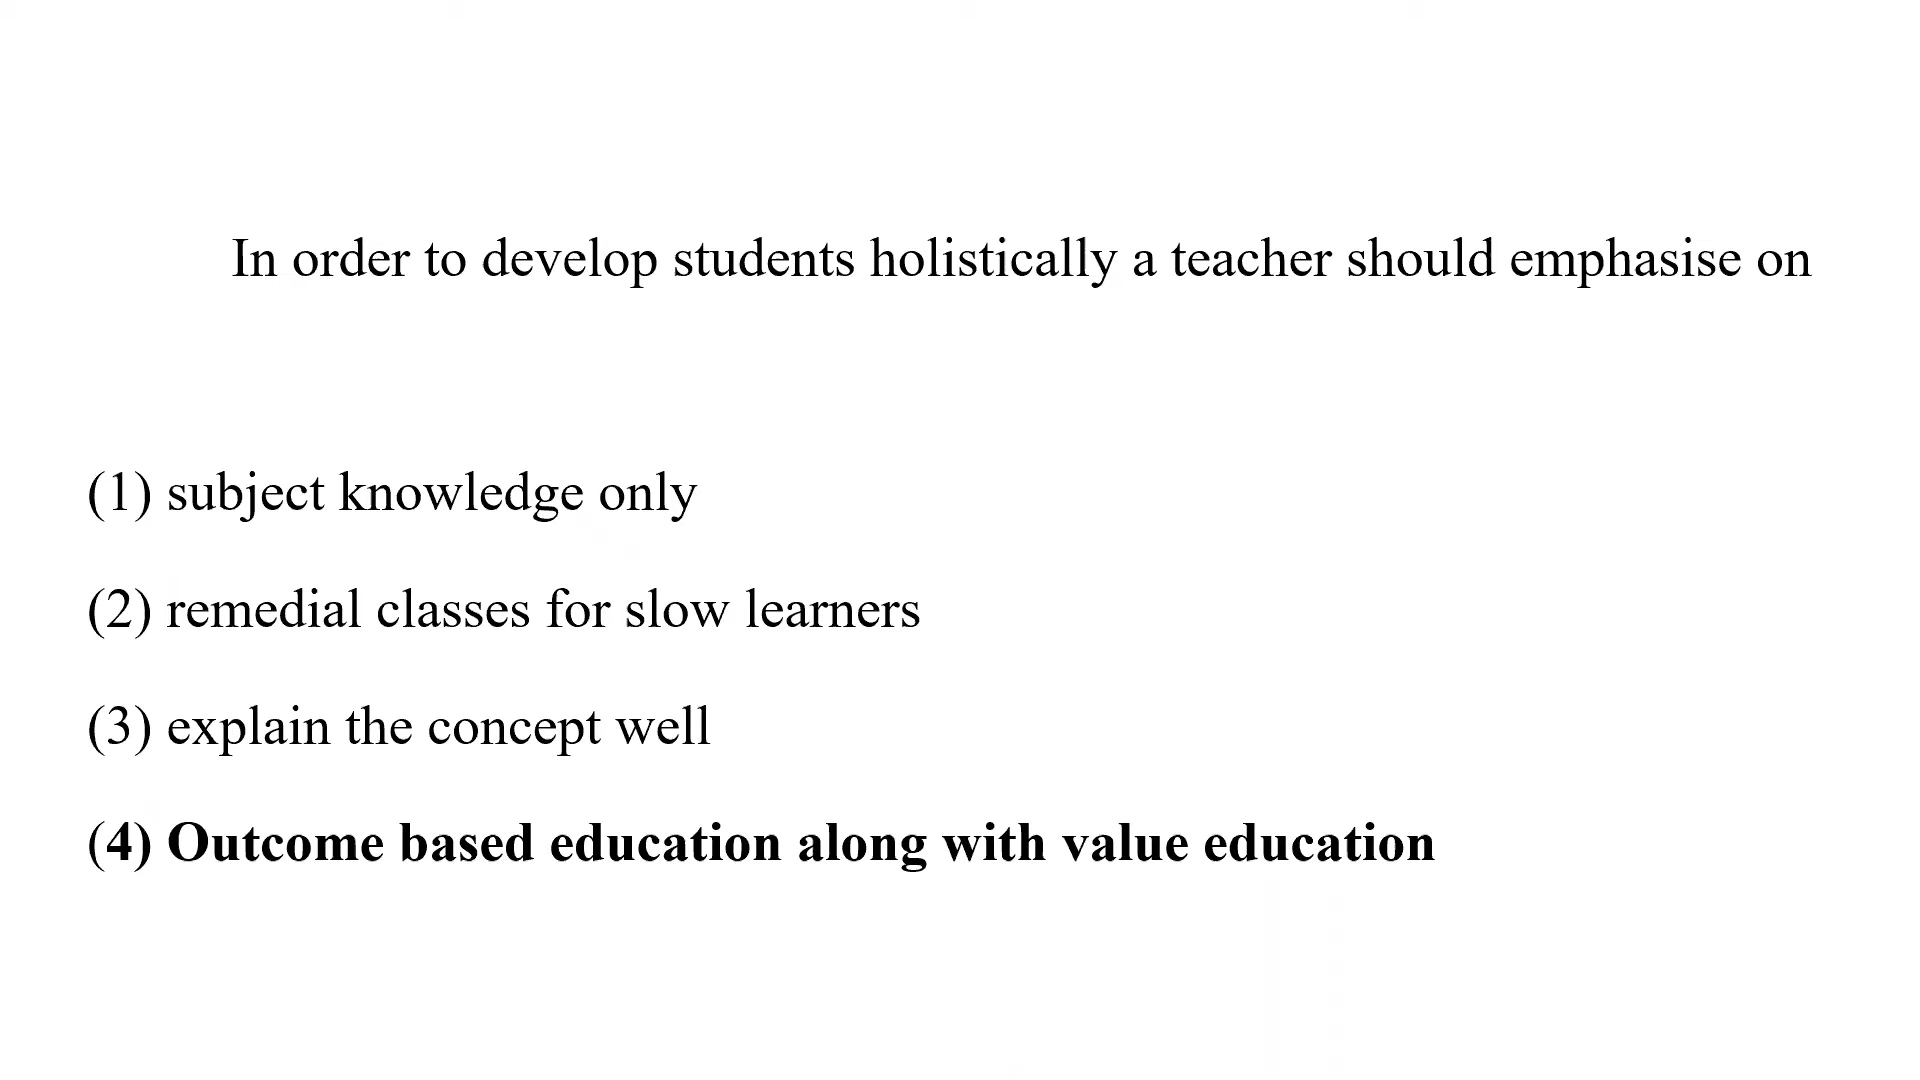 In order to develop students holistically a teacher should emphasise on
(1) subject knowledge only
(2) remedial classes for slow learners
(3) explain the concept well
(4) Outcome based education along with value education